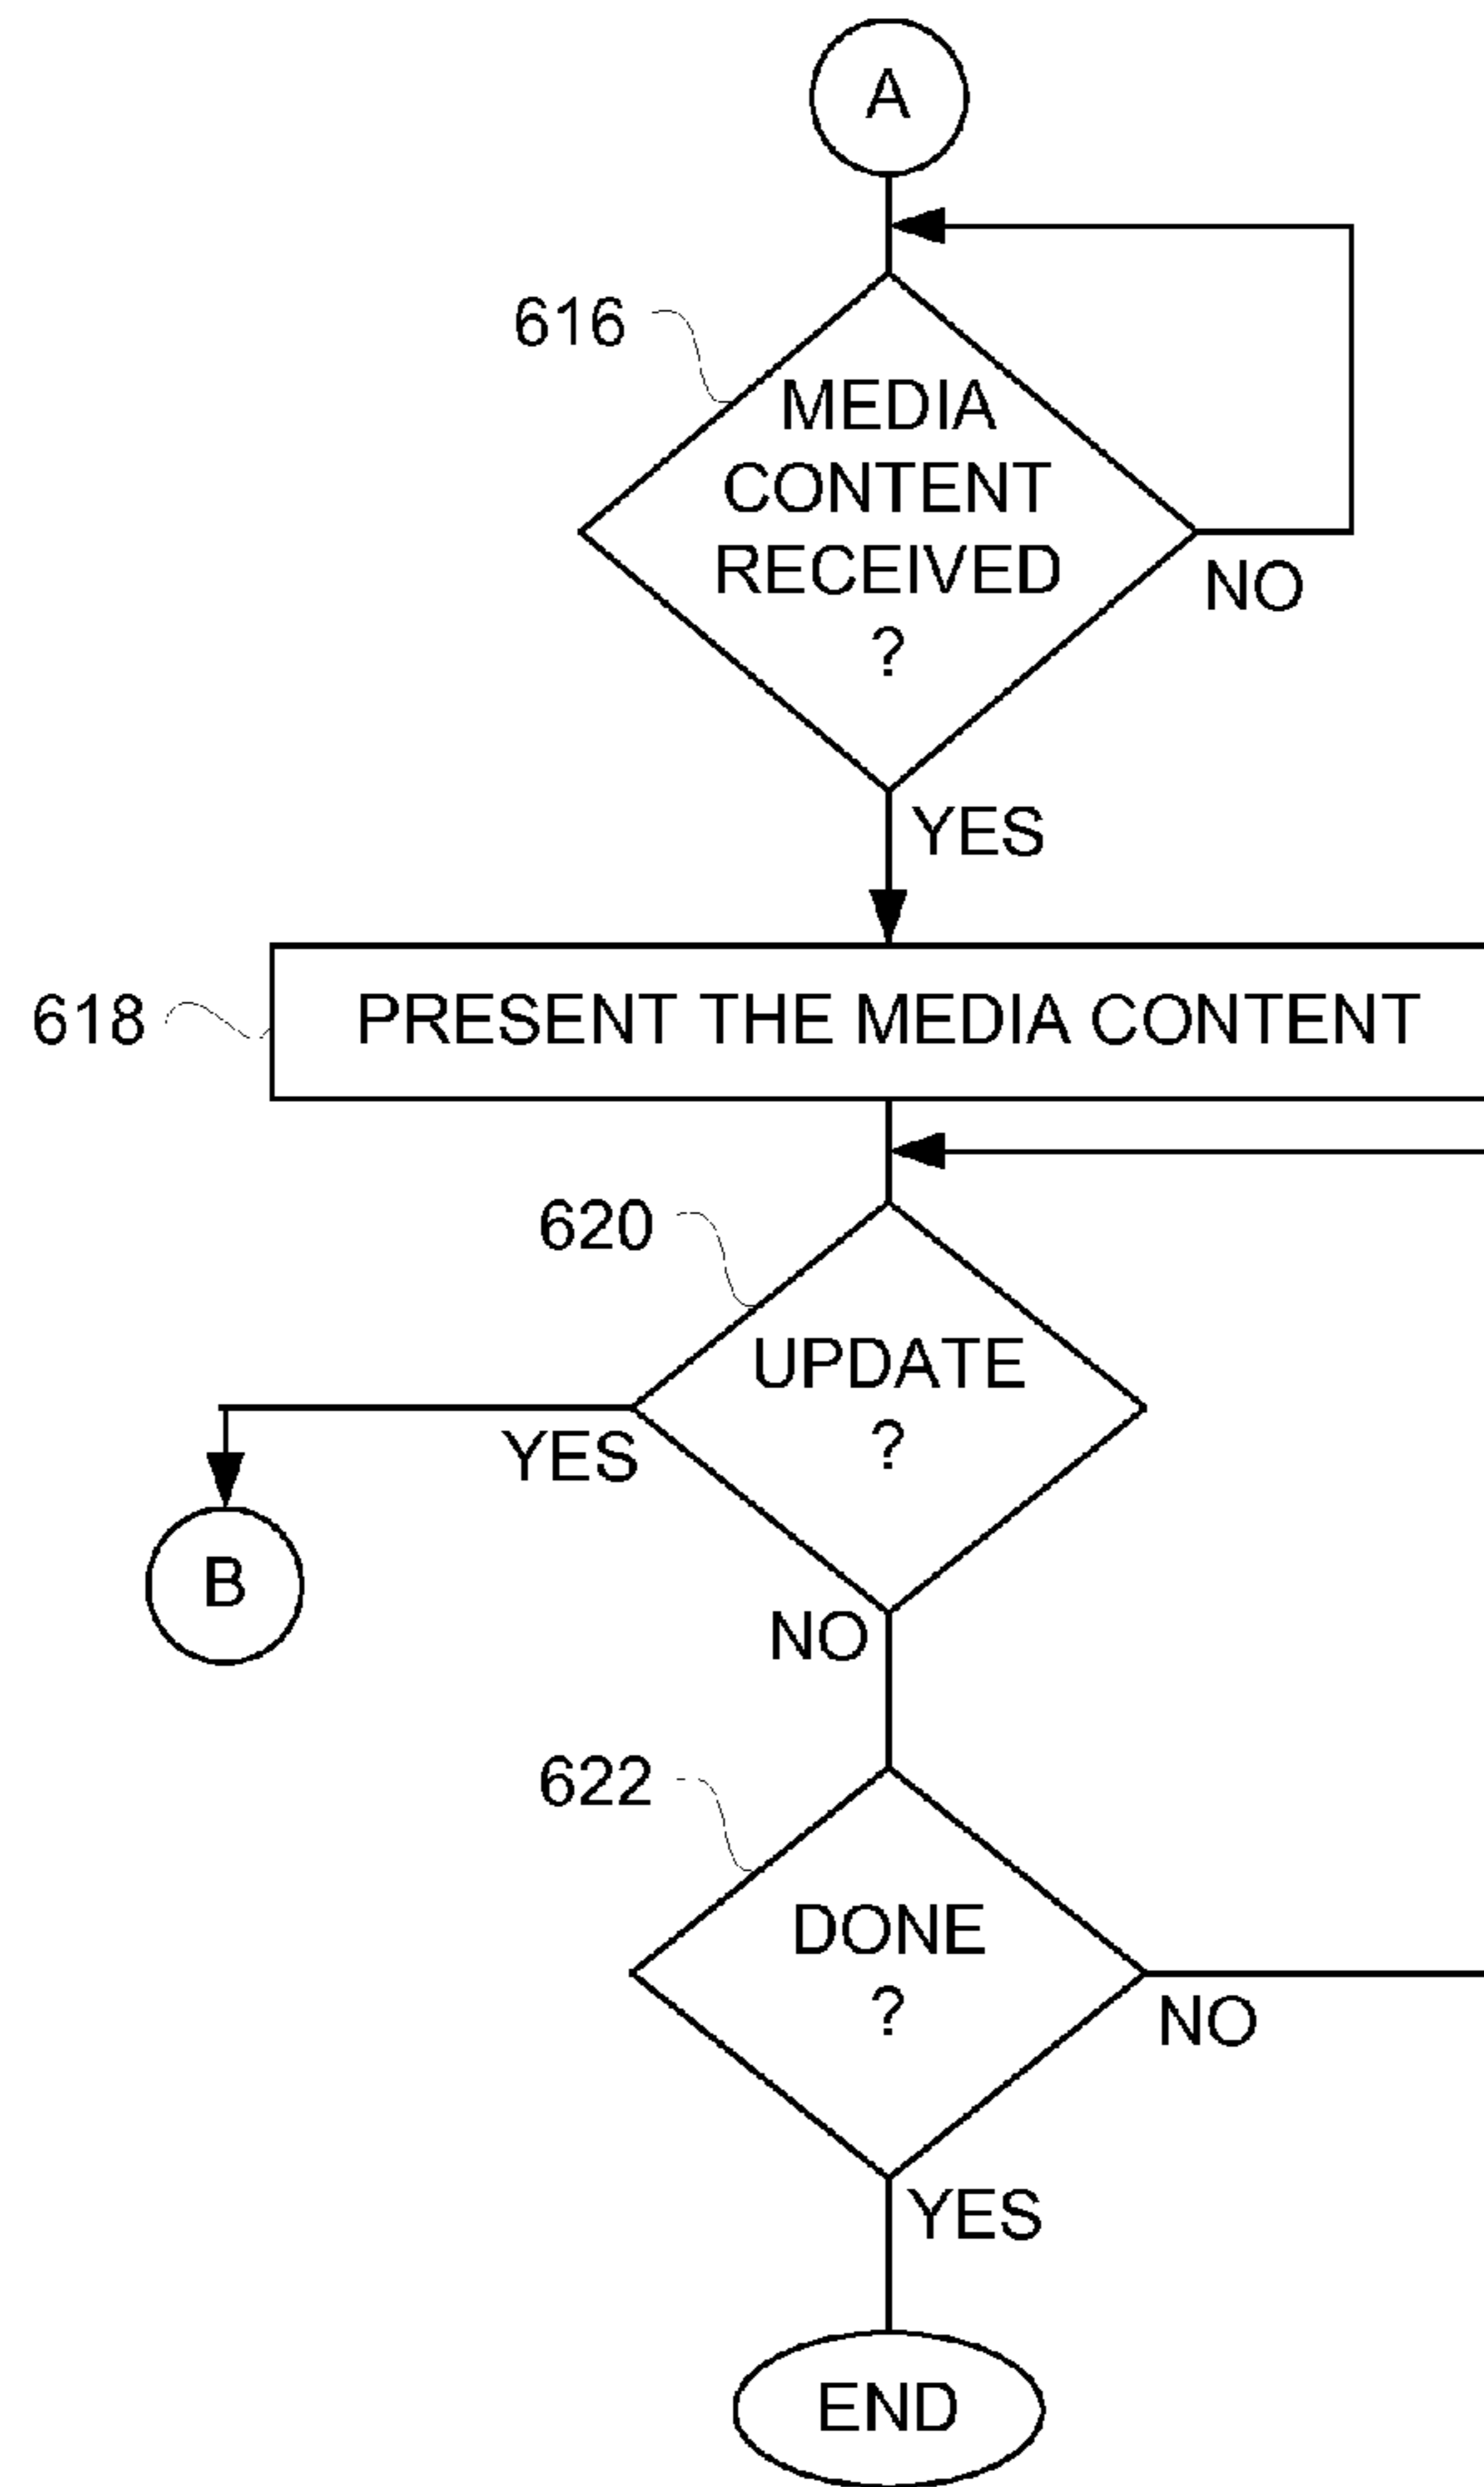 A
616
MEDIA
CONTENT
RECEIVED
?
NO
YES
618
PRESENT THE MEDIA CONTENT
620
UPDATE
?
YES
B
NO
622
DONE
?
NO
YES
END